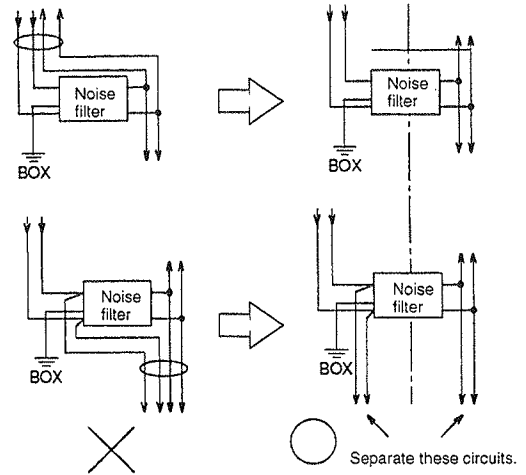 Noise
filter
BOX
Noise
filter
BOX
Noise
filter
BOX
Noise
filter
BOX
Separate these circuits.